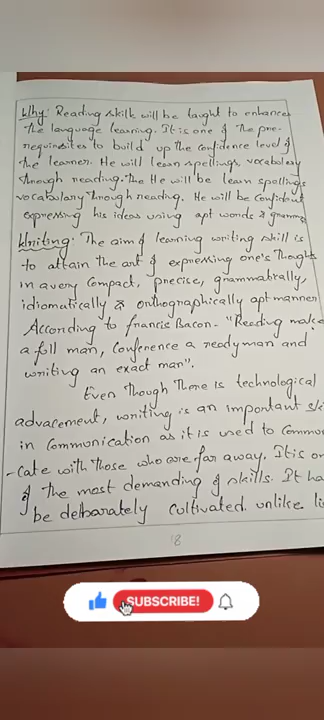 Why: Reading skills will be taught to enhance
the language learning. It is one of the pre-
requisites to build up the confidence level of
the learner. He will learn spellings, vocabulary
through reading. the He will be learn spellings
vocabulary through reading. He will be confident
expressing his ideas using apt words &
Writing: The aim of learning writing skill is
to attain the art of expressing one's thoughts
in a very compact, precise, grammatically,
idiomatically & orthographically apt manner
According to francis Bacon- "Reading make
a full man, Conference a ready man and
writing an exact man".
Even though there is technological
advacement, writing is an important
in communication as it is used to
-cate with those who are far away. It is
of the most demanding of skills. It
be delbarately cultivated unlike
18
SUBSCRIBE!